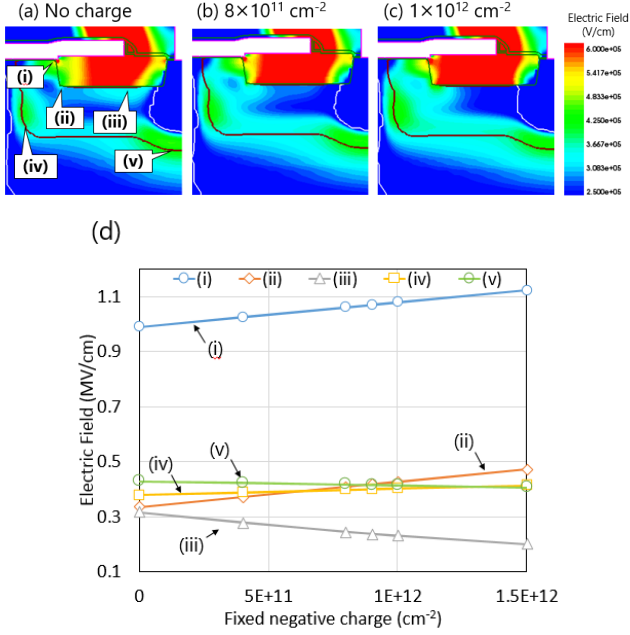 (a) No charge
(b) 8×10¹¹ cm⁻²
(c) 1×10¹² cm⁻²
Electric Field
(V/cm)
6.000e+05
5.417e+05
4.833e+05
4.250e+05
3.667e+05
3.083e+05
2.500e+05
(i)
(ii)
(iii)
(iv)
(v)
(d)
(i) (ii) (iii) (iv) (v)
1.1
0.9
0.7
0.5
0.3
0.1
Electric Field (MV/cm)
(i)
(ii)
(v)
(iv)
(iii)
0 5E+11 1E+12 1.5E+12
Fixed negative charge (cm⁻²)